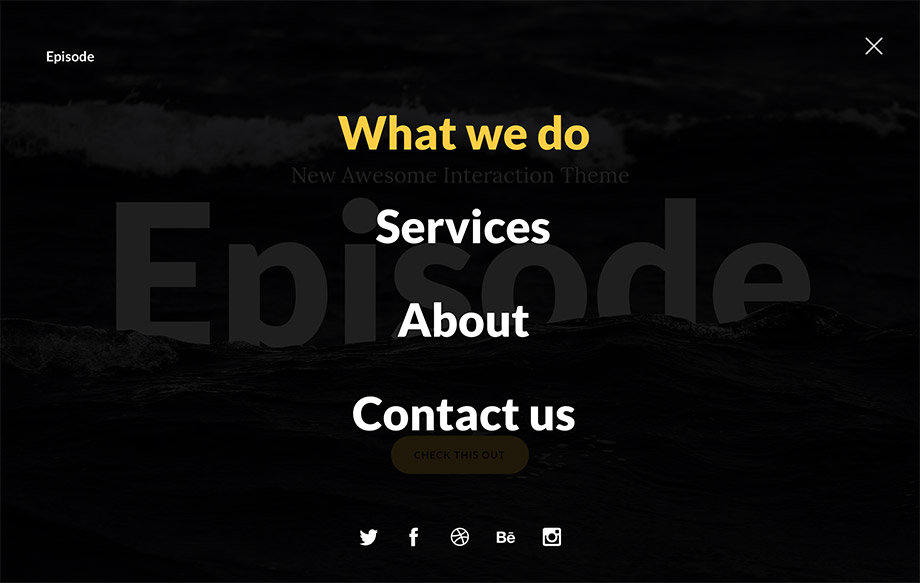 Episode
What we do
New Awesome Interaction Theme
Episode
Services
About
Contact us
CHECK THIS OUT
Bē